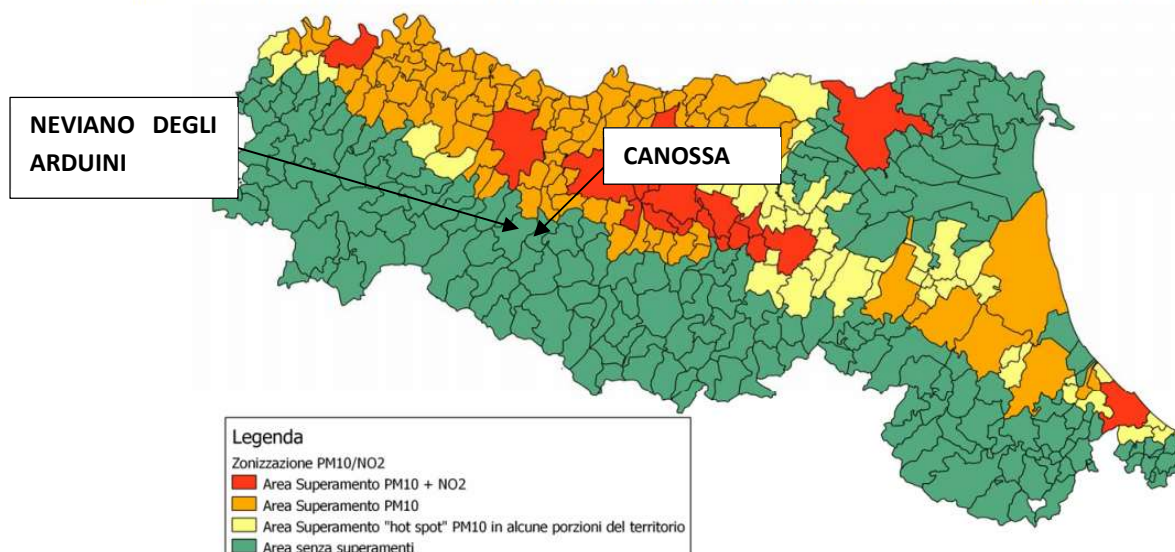 NEVIANO DEGLI
ARDUINI
CANOSSA
Legenda
Zonizzazione PM10/NO2
Area Superamento PM10 + NO2
Area Superamento PM10
Area Superamento "hot spot" PM10 in alcune porzioni del territorio
Area senza superamenti